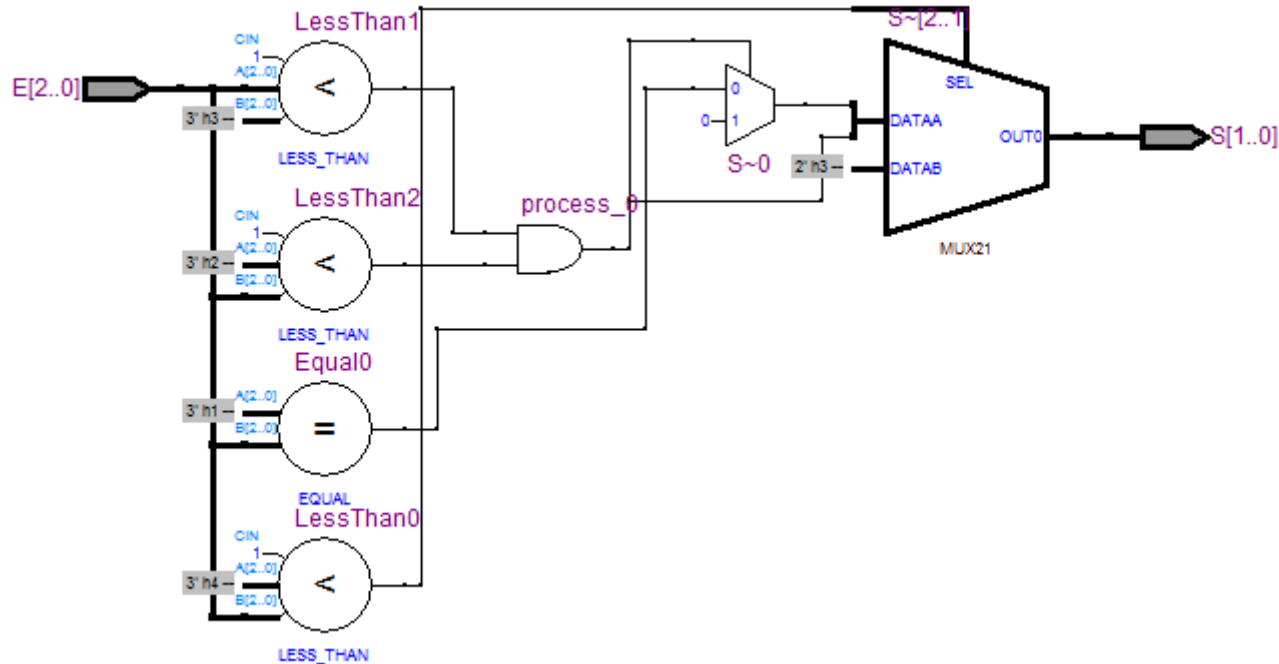 LessThan1
CIN
1
A[2..0]
B[2..0]
3' h3
<
LESS_THAN
E[2..0]
LessThan2
CIN
1
A[2..0]
3' h2
B[2..0]
<
LESS_THAN
Equal0
A[2..0]
3' h1
B[2..0]
=
EQUAL
LessThan0
CIN
1
A[2..0]
3' h4
B[2..0]
<
LESS_THAN
process_0
0
0
1
S~0
S~[2..1]
SEL
DATAA
OUT0
2' h3
DATAB
MUX21
S[1..0]